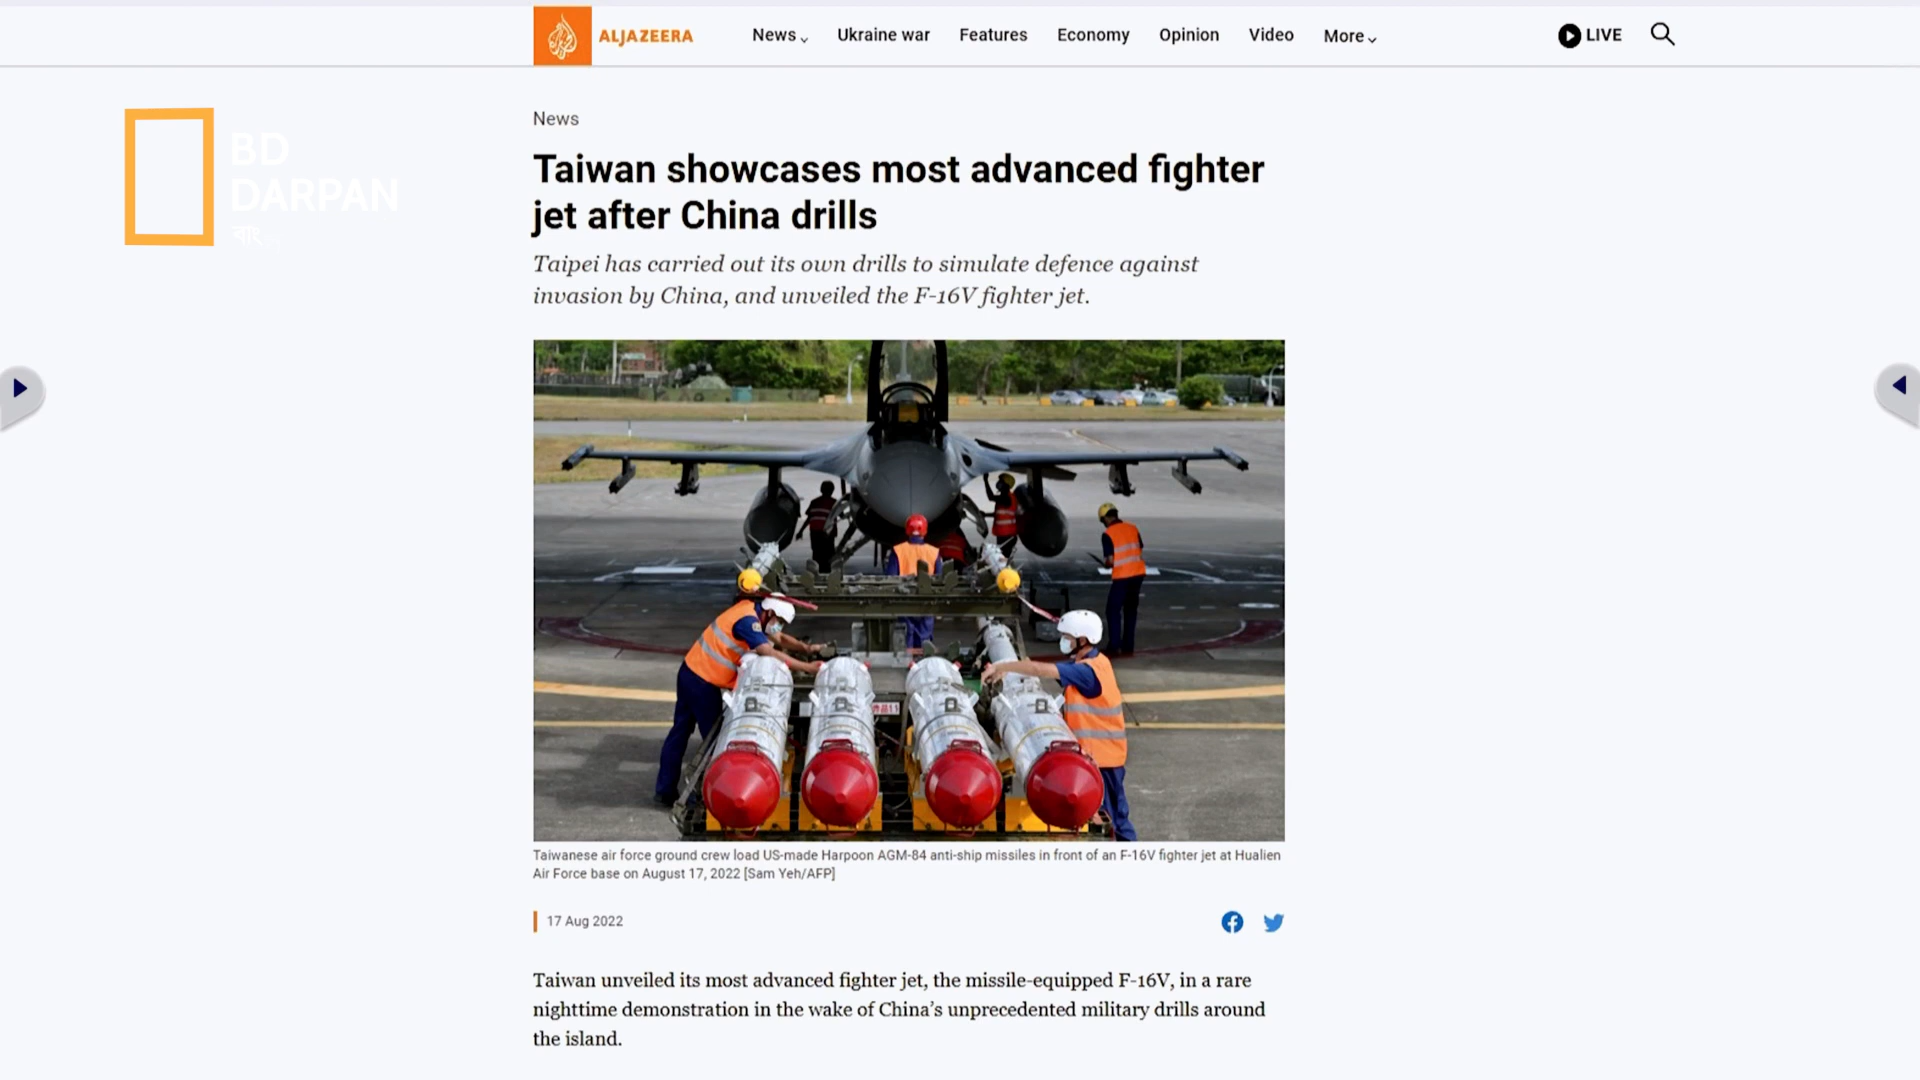 ALJAZEERA
News
Ukraine war
Features
Economy
Opinion
Video
More
LIVE
BD
DARPAN
বাং
News
Taiwan showcases most advanced fighter
jet after China drills
Taipei has carried out its own drills to simulate defence against
invasion by China, and unveiled the F-16V fighter jet.
Taiwanese air force ground crew load US-made Harpoon AGM-84 anti-ship missiles in front of an F-16V fighter jet at Hualien
Air Force base on August 17, 2022 [Sam Yeh/AFP]
17 Aug 2022
Taiwan unveiled its most advanced fighter jet, the missile-equipped F-16V, in a rare
nighttime demonstration in the wake of China’s unprecedented military drills around
the island.